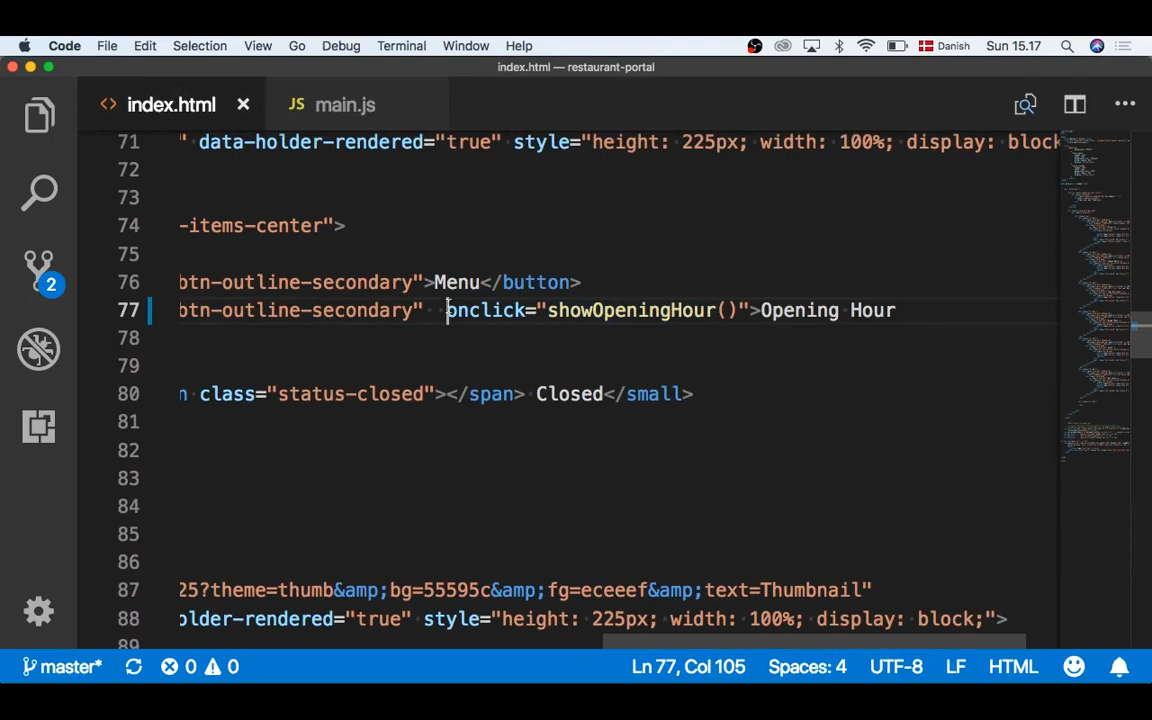 Code File Edit Selection View Go Debug Terminal Window Help Danish Sun 15.17
index.html — restaurant-portal
<> index.html × JS main.js
71 " data-holder-rendered="true" style="height: 225px; width: 100%; display: block
72
73
74 -items-center">
75
76 btn-outline-secondary">Menu</button>
77 btn-outline-secondary" onclick="showOpeningHour()">Opening Hour
78
79
80 n class="status-closed"></span> Closed</small>
81
82
83
84
85
86
87 25?theme=thumb&amp;bg=55595c&amp;fg=eceeef&amp;text=Thumbnail"
88 older-rendered="true" style="height: 225px; width: 100%; display: block;">
89
2
master* 0 0 Ln 77, Col 105 Spaces: 4 UTF-8 LF HTML